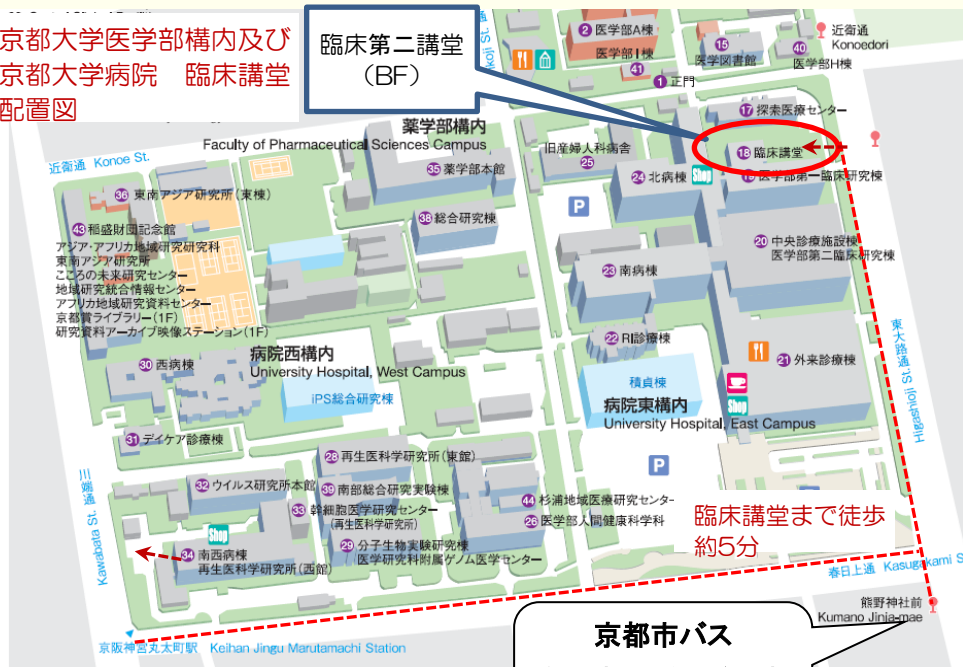 京都大学医学部構内及び
京都大学病院 臨床講堂
配置図
臨床第二講堂
(BF)
2 医学部A棟
医学部I棟
41
1 正門
15
医学図書館
40
医学部H棟
近衛通
Konoedori
17 探索医療センター
18 臨床講堂
医学部第一臨床研究棟
薬学部構内
Faculty of Pharmaceutical Sciences Campus
近衛通 Konoe St.
35 薬学部本館
旧産婦人科病舎
25
24 北病棟
Shop
36 東南アジア研究所(東棟)
38 総合研究棟
P
43 稲盛財団記念館
アジア・アフリカ地域研究研究科
東南アジア研究所
こころの未来研究センター
地域研究統合情報センター
アフリカ地域研究資料センター
京都賞ライブラリー(1F)
研究資料アーカイブ映像ステーション(1F)
20 中央診療施設棟
医学部第二臨床研究棟
23 南病棟
22 RI診療棟
21 外来診療棟
東大路通 Higashioji St.
30 西病棟
病院西構内
University Hospital, West Campus
iPS総合研究棟
積貞棟
病院東構内
University Hospital, East Campus
Shop
31 デイケア診療棟
28 再生医科学研究所(東館)
P
32 ウイルス研究所本館
39 南部総合研究実験棟
33 幹細胞医学研究センター
(再生医科学研究所)
44 杉浦地域医療研究センター
26 医学部人間健康科学科
臨床講堂まで徒歩
約5分
川端通 Kawabata St.
Shop
34 南西病棟
再生医科学研究所(西館)
29 分子生物実験研究棟
医学研究科附属ゲノム医学センター
春日上通 Kasugakami S
熊野神社前
Kumano Jinja-mae
京阪神宮丸太町駅 Keihan Jingu Marutamachi Station
京都市バス